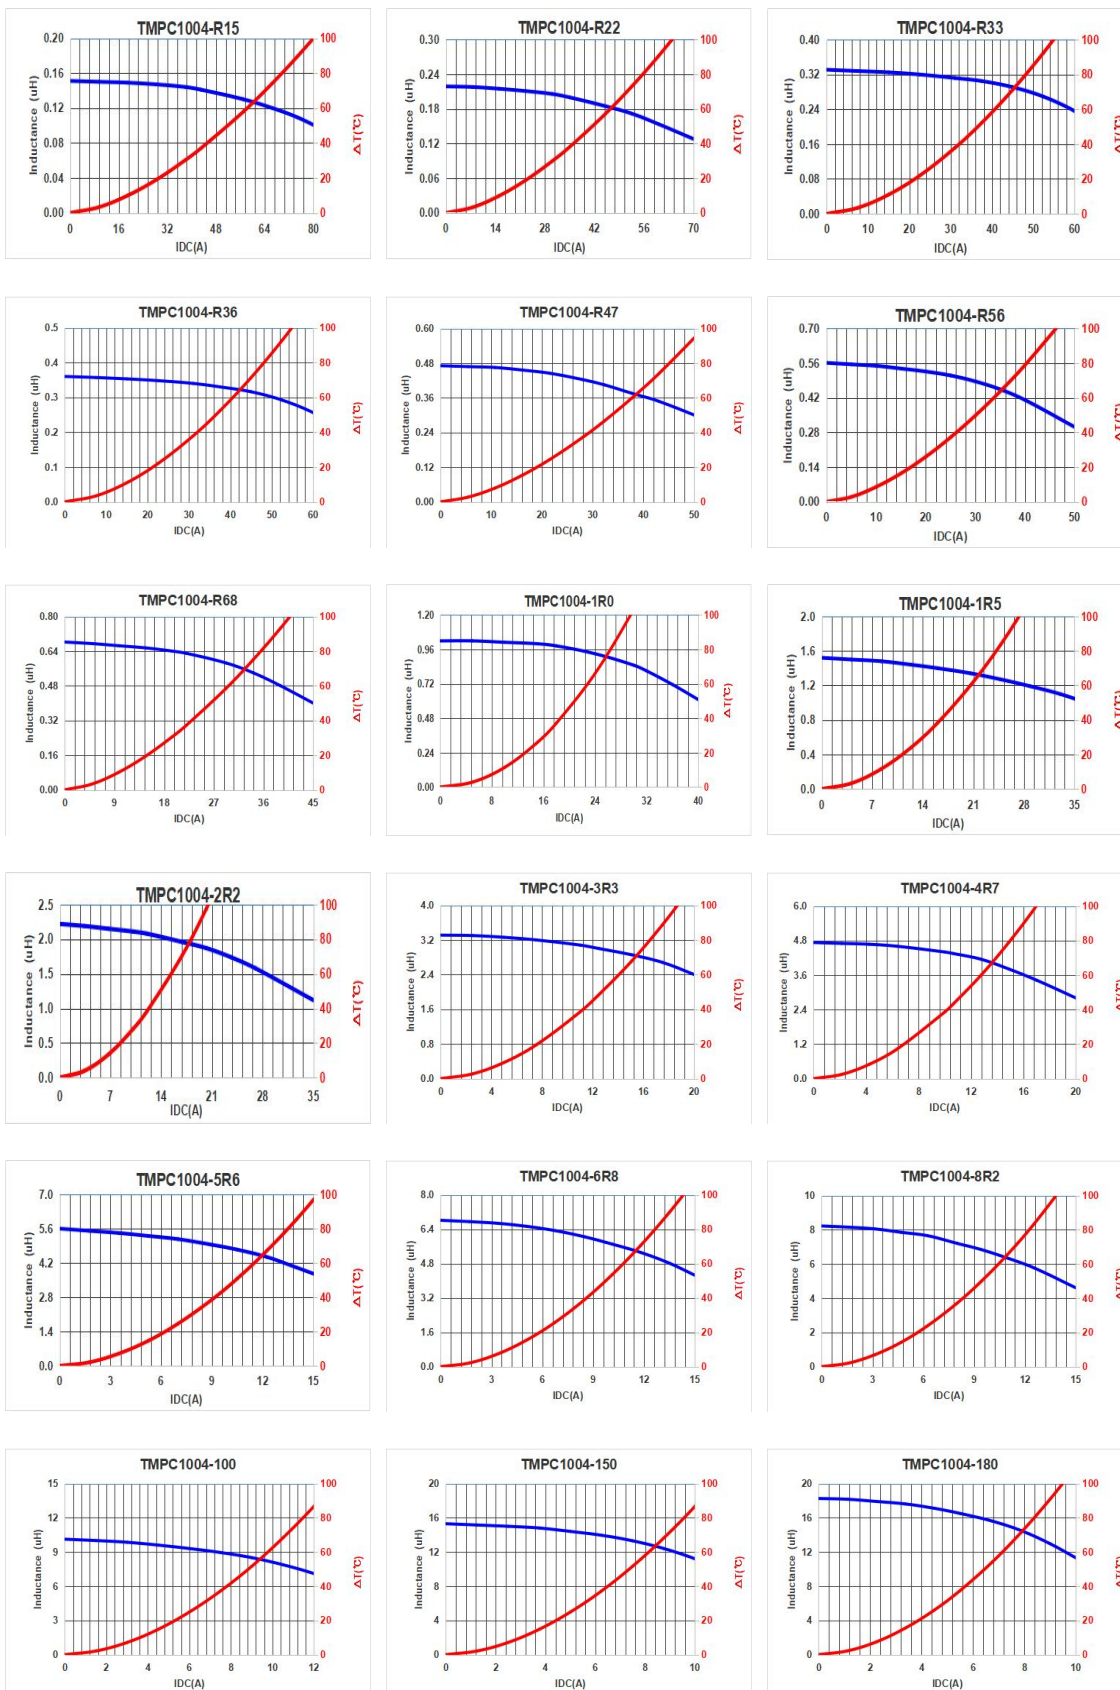 TMPC1004-R15
0.20
0.16
0.12
0.08
0.04
0.00
100
80
60
40
20
0
0 16 32 48 64 80
Inductance (uH)
△T(℃)
IDC(A)
TMPC1004-R22
0.30
0.24
0.18
0.12
0.06
0.00
100
80
60
40
20
0
0 14 28 42 56 70
Inductance (uH)
△T(℃)
IDC(A)
TMPC1004-R33
0.40
0.32
0.24
0.16
0.08
0.00
100
80
60
40
20
0
0 10 20 30 40 50 60
Inductance (uH)
△T(℃)
IDC(A)
TMPC1004-R36
0.5
0.4
0.3
0.2
0.1
0.0
100
80
60
40
20
0
0 10 20 30 40 50 60
Inductance (uH)
△T(℃)
IDC(A)
TMPC1004-R47
0.60
0.48
0.36
0.24
0.12
0.00
100
80
60
40
20
0
0 10 20 30 40 50
Inductance (uH)
△T(℃)
IDC(A)
TMPC1004-R56
0.70
0.56
0.42
0.28
0.14
0.00
100
80
60
40
20
0
0 10 20 30 40 50
Inductance (uH)
△T(℃)
IDC(A)
TMPC1004-R68
0.80
0.64
0.48
0.32
0.16
0.00
100
80
60
40
20
0
0 9 18 27 36 45
Inductance (uH)
△T(℃)
IDC(A)
TMPC1004-1R0
1.20
0.96
0.72
0.48
0.24
0.00
100
80
60
40
20
0
0 8 16 24 32 40
Inductance (uH)
△T(℃)
IDC(A)
TMPC1004-1R5
2.0
1.6
1.2
0.8
0.4
0.0
100
80
60
40
20
0
0 7 14 21 28 35
Inductance (uH)
△T(℃)
IDC(A)
TMPC1004-2R2
2.5
2.0
1.5
1.0
0.5
0.0
100
80
60
40
20
0
0 7 14 21 28 35
Inductance (uH)
△T(℃)
IDC(A)
TMPC1004-3R3
4.0
3.2
2.4
1.6
0.8
0.0
100
80
60
40
20
0
0 4 8 12 16 20
Inductance (uH)
△T(℃)
IDC(A)
TMPC1004-4R7
6.0
4.8
3.6
2.4
1.2
0.0
100
80
60
40
20
0
0 4 8 12 16 20
Inductance (uH)
△T(℃)
IDC(A)
TMPC1004-5R6
7.0
5.6
4.2
2.8
1.4
0.0
100
80
60
40
20
0
0 3 6 9 12 15
Inductance (uH)
△T(℃)
IDC(A)
TMPC1004-6R8
8.0
6.4
4.8
3.2
1.6
0.0
100
80
60
40
20
0
0 3 6 9 12 15
Inductance (uH)
△T(℃)
IDC(A)
TMPC1004-8R2
10
8
6
4
2
0
100
80
60
40
20
0
0 3 6 9 12 15
Inductance (uH)
△T(℃)
IDC(A)
TMPC1004-100
15
12
9
6
3
0
100
80
60
40
20
0
0 2 4 6 8 10 12
Inductance (uH)
△T(℃)
IDC(A)
TMPC1004-150
20
16
12
8
4
0
100
80
60
40
20
0
0 2 4 6 8 10
Inductance (uH)
△T(℃)
IDC(A)
TMPC1004-180
20
16
12
8
4
0
100
80
60
40
20
0
0 2 4 6 8 10
Inductance (uH)
△T(℃)
IDC(A)